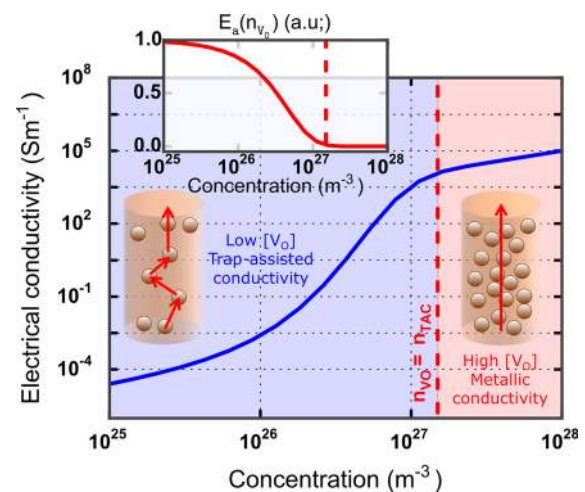 E_a(n_{V_0}) (a.u;)
1.0
0.5
0.0
10^25 10^26 10^27 10^28
Concentration (m^-3)
Electrical conductivity (Sm^-1)
10^8
10^5
10^2
10^-1
10^-4
Low [V_O]
Trap-assisted
conductivity
n_VO = n_TAC
High [V_O]
Metallic
conductivity
10^25 10^26 10^27 10^28
Concentration (m^-3)